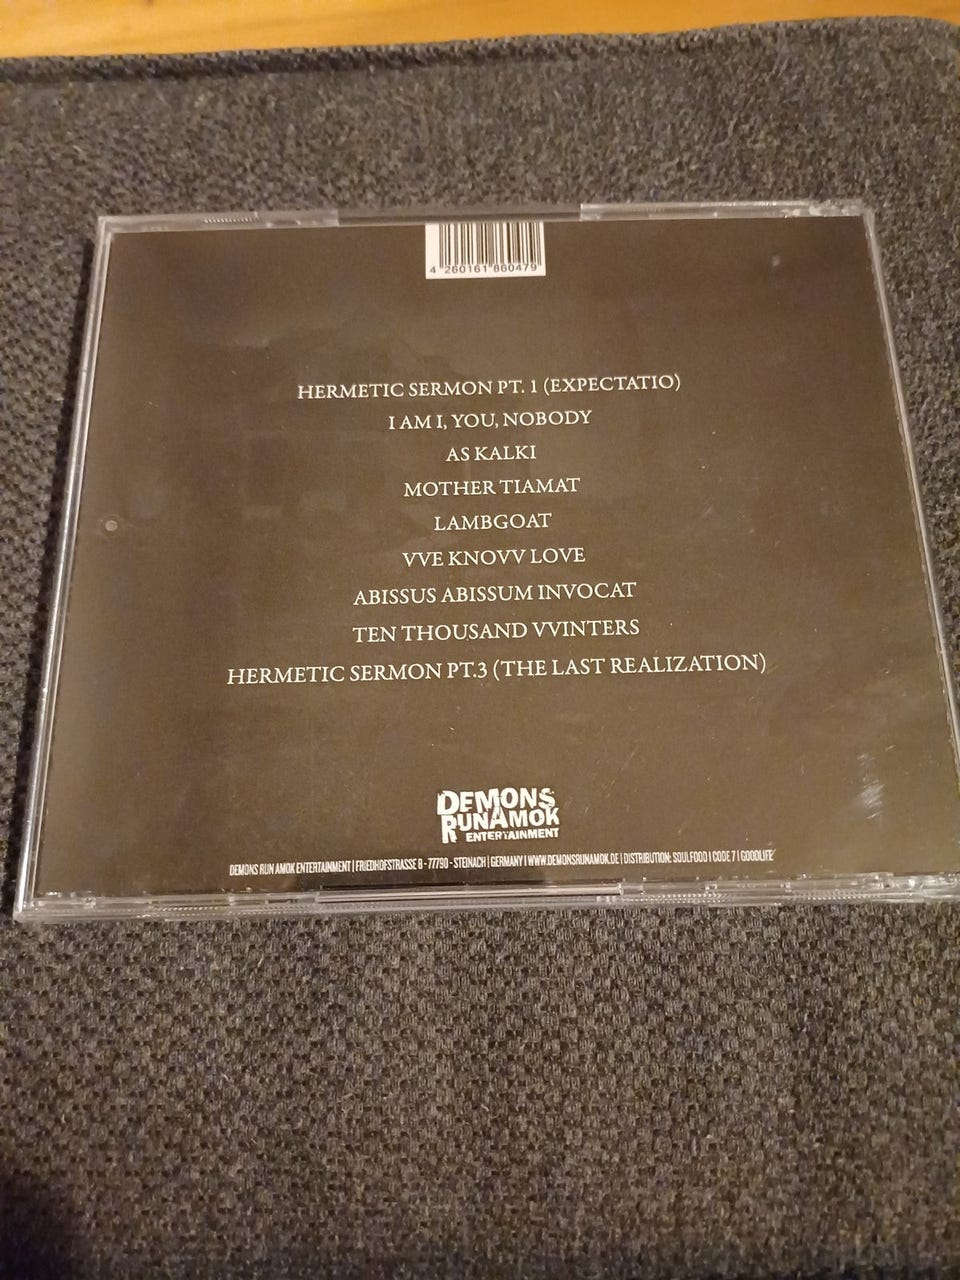 4 260161 860479
HERMETIC SERMON PT. 1 (EXPECTATIO)
I AM I, YOU, NOBODY
AS KALKI
MOTHER TIAMAT
LAMBGOAT
VVE KNOVV LOVE
ABISSUS ABISSUM INVOCAT
TEN THOUSAND VVINTERS
HERMETIC SERMON PT.3 (THE LAST REALIZATION)
DEMONS
RUN AMOK
ENTERTAINMENT
DEMONS RUN AMOK ENTERTAINMENT | FRIEDHOFSTRASSE 8 - 77790 - STEINACH | GERMANY | WWW.DEMONSRUNAMOK.DE | DISTRIBUTION: SOULFOOD | CODE 7 | GOODLIFE